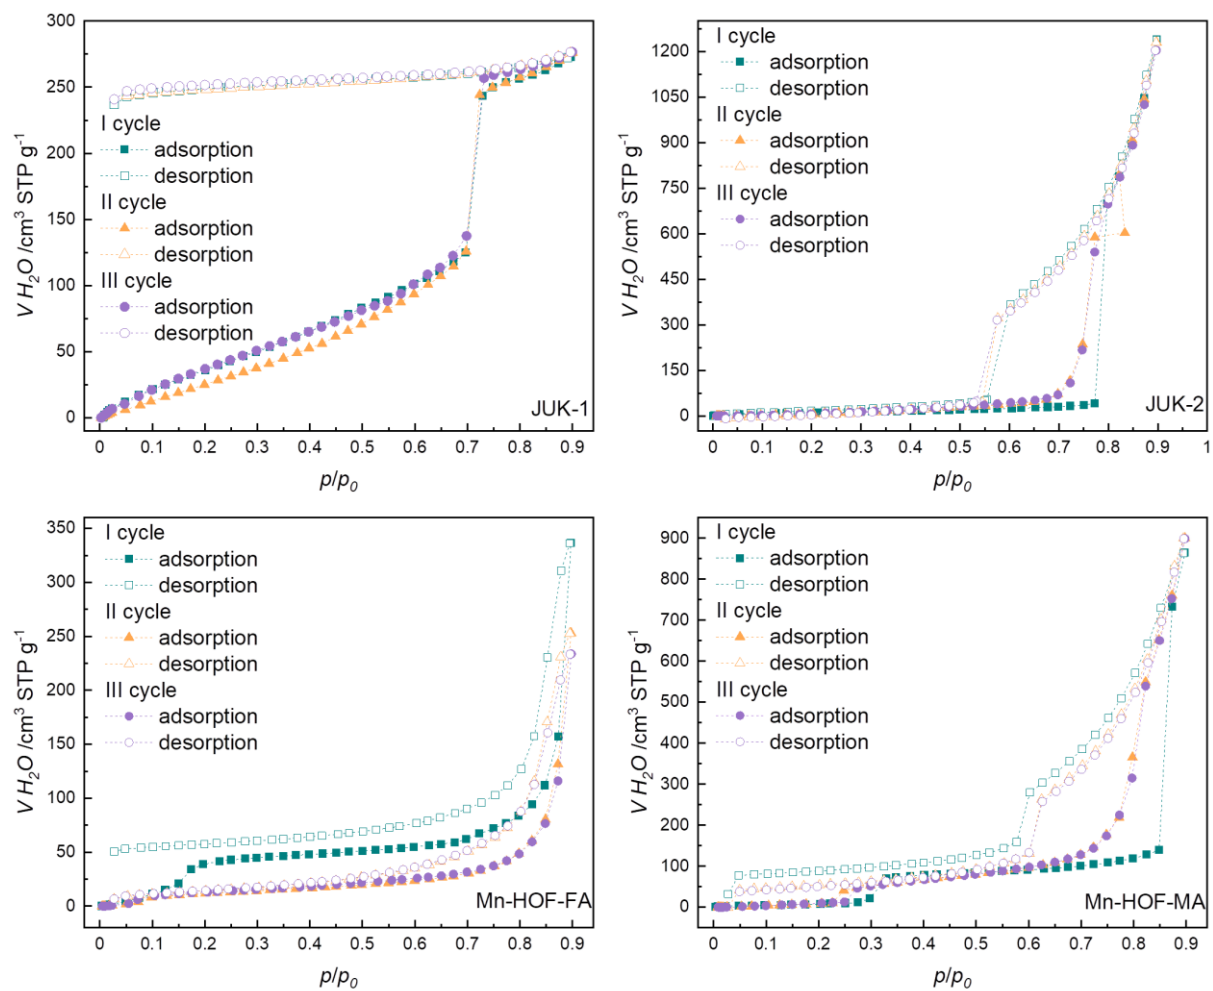 300
250
200
150
100
50
0
V H₂O /cm³ STP g⁻¹
I cycle
adsorption
desorption
II cycle
adsorption
desorption
III cycle
adsorption
desorption
JUK-1
0 0.1 0.2 0.3 0.4 0.5 0.6 0.7 0.8 0.9
p/p₀
1200
1050
900
750
600
450
300
150
0
V H₂O /cm³ STP g⁻¹
I cycle
adsorption
desorption
II cycle
adsorption
desorption
III cycle
adsorption
desorption
JUK-2
0 0.1 0.2 0.3 0.4 0.5 0.6 0.7 0.8 0.9 1
p/p₀
350
300
250
200
150
100
50
0
V H₂O /cm³ STP g⁻¹
I cycle
adsorption
desorption
II cycle
adsorption
desorption
III cycle
adsorption
desorption
Mn-HOF-FA
0 0.1 0.2 0.3 0.4 0.5 0.6 0.7 0.8 0.9
p/p₀
900
800
700
600
500
400
300
200
100
0
V H₂O /cm³ STP g⁻¹
I cycle
adsorption
desorption
II cycle
adsorption
desorption
III cycle
adsorption
desorption
Mn-HOF-MA
0 0.1 0.2 0.3 0.4 0.5 0.6 0.7 0.8 0.9
p/p₀